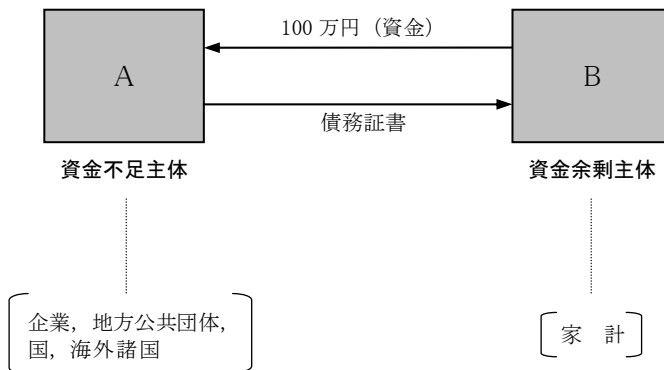 100 万円（資金）
A
B
債務証書
資金不足主体
資金余剰主体
企業，地方公共団体，
国，海外諸国
家　計